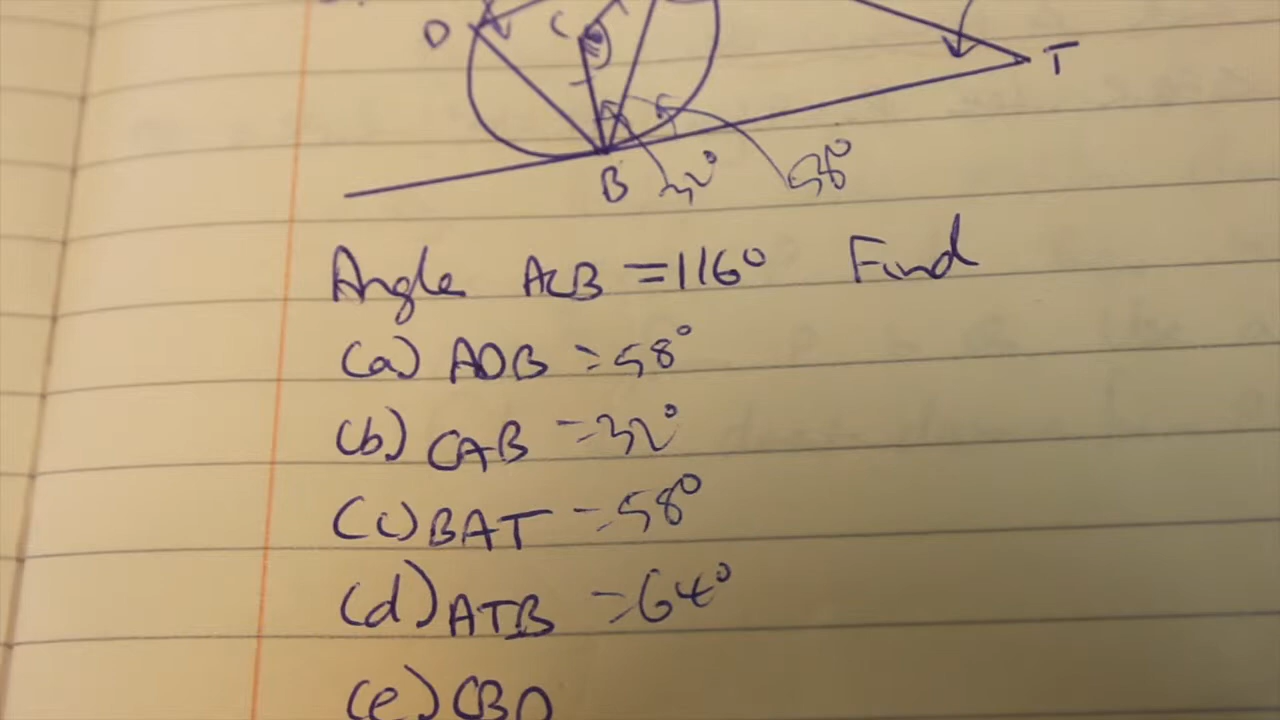 D C T
B 32° 58°
Angle ACB =116° Find
(a) ADB =58°
(b) CAB =32°
(c) BAT =58°
(d) ATB =64°
(e) CBD